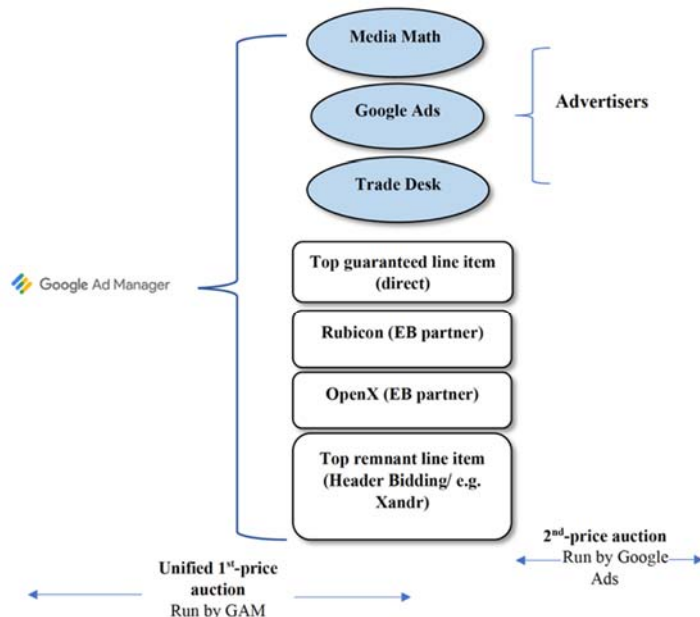 Media Math
Google Ads
Advertisers
Trade Desk
Top guaranteed line item
(direct)
Google Ad Manager
Rubicon (EB partner)
OpenX (EB partner)
Top remnant line item
(Header Bidding/ e.g.
Xandr)
2nd-price auction
Run by Google
Ads
Unified 1st-price
auction
Run by GAM